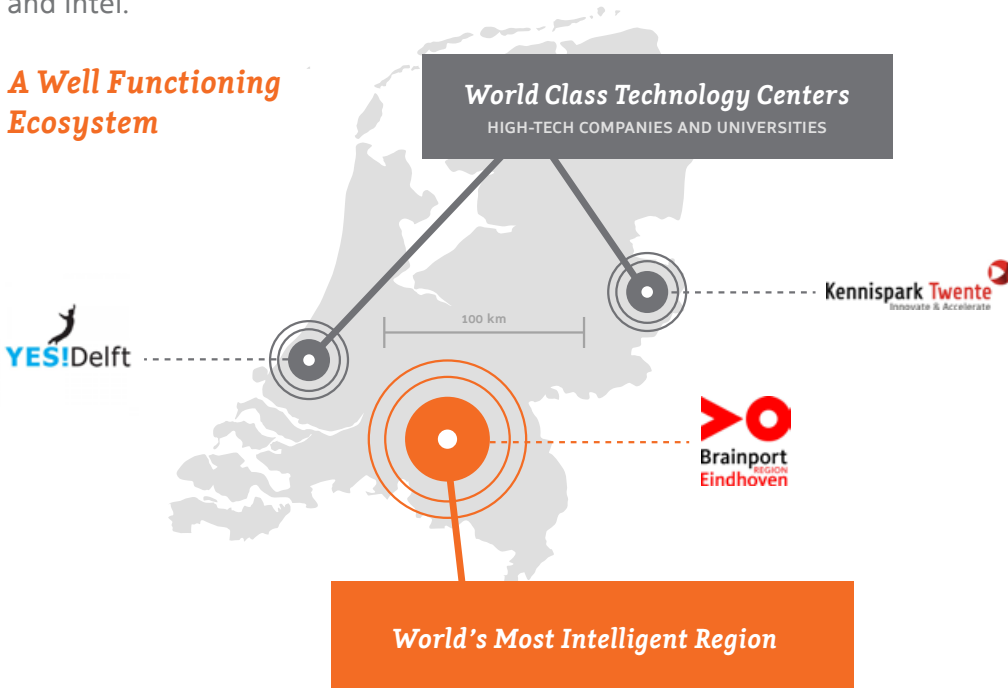 and Intel.
A Well Functioning
Ecosystem
World Class Technology Centers
HIGH-TECH COMPANIES AND UNIVERSITIES
Kennispark Twente
Innovate & Accelerate
100 km
YES!Delft
Brainport
REGION
Eindhoven
World's Most Intelligent Region